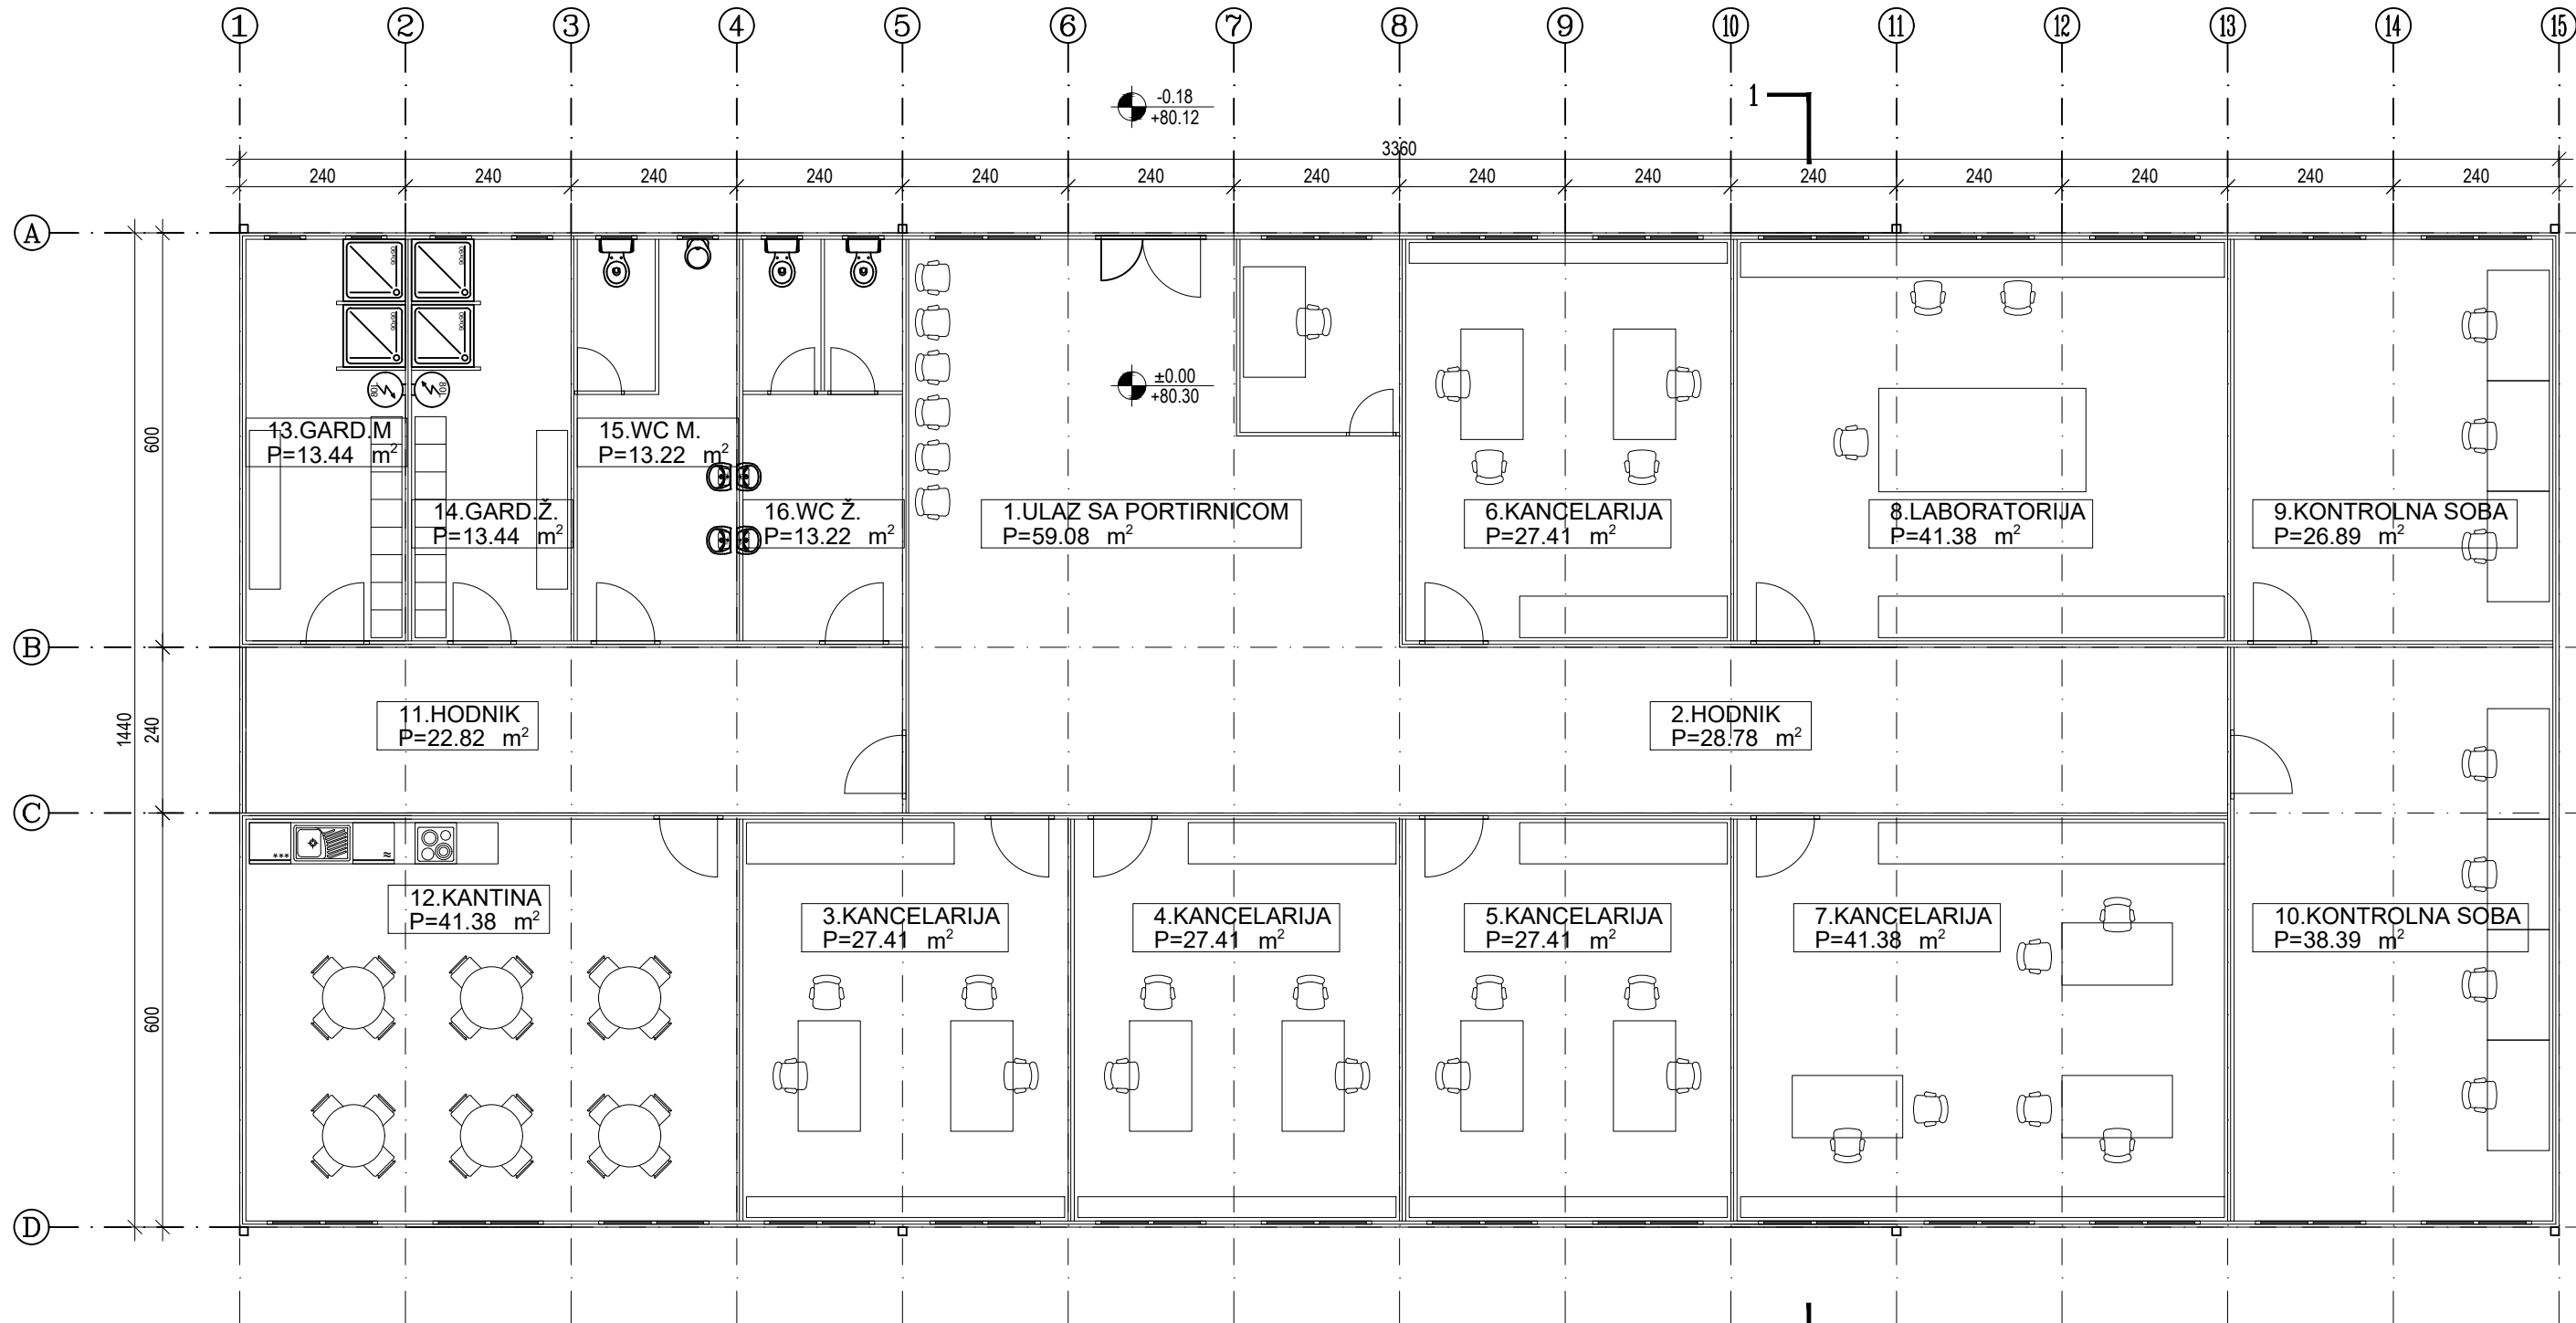 1 2 3 4 5 6 7 8 9 10 11 12 13 14 15
-0.18
+80.12
1
3360
240 240 240 240 240 240 240 240 240 240 240 240 240 240
A
90x90 90x90
90x90 90x90
±0.00
+80.30
80L 80L
600
13.GARD.M
P=13.44 m²
15.WC M.
P=13.22 m²
14.GARD.Ž.
P=13.44 m²
16.WC Ž.
P=13.22 m²
1.ULAZ SA PORTIRNICOM
P=59.08 m²
6.KANCELARIJA
P=27.41 m²
8.LABORATORIJA
P=41.38 m²
9.KONTROLNA SOBA
P=26.89 m²
B
1440
240
11.HODNIK
P=22.82 m²
2.HODNIK
P=28.78 m²
C
***
12.KANTINA
P=41.38 m²
3.KANCELARIJA
P=27.41 m²
4.KANCELARIJA
P=27.41 m²
5.KANCELARIJA
P=27.41 m²
7.KANCELARIJA
P=41.38 m²
10.KONTROLNA SOBA
P=38.39 m²
600
D